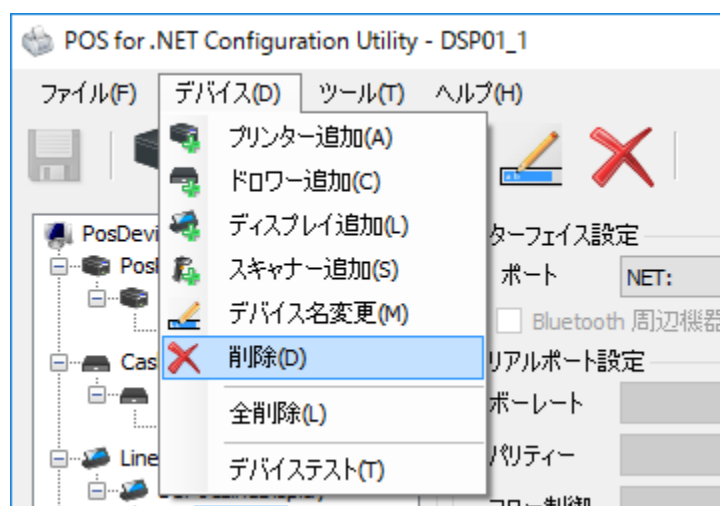 POS for .NET Configuration Utility - DSP01_1
ファイル(F) デバイス(D) ツール(T) ヘルプ(H)
プリンター追加(A)
ドロワー追加(C)
ディスプレイ追加(L)
スキャナー追加(S)
デバイス名変更(M)
削除(D)
全削除(L)
デバイステスト(T)
PosDevi
Pos
Cas
Line
ターフェイス設定
ポート NET:
Bluetooth 周辺機器
リアルポート設定
ボーレート
パリティー
フロー制御